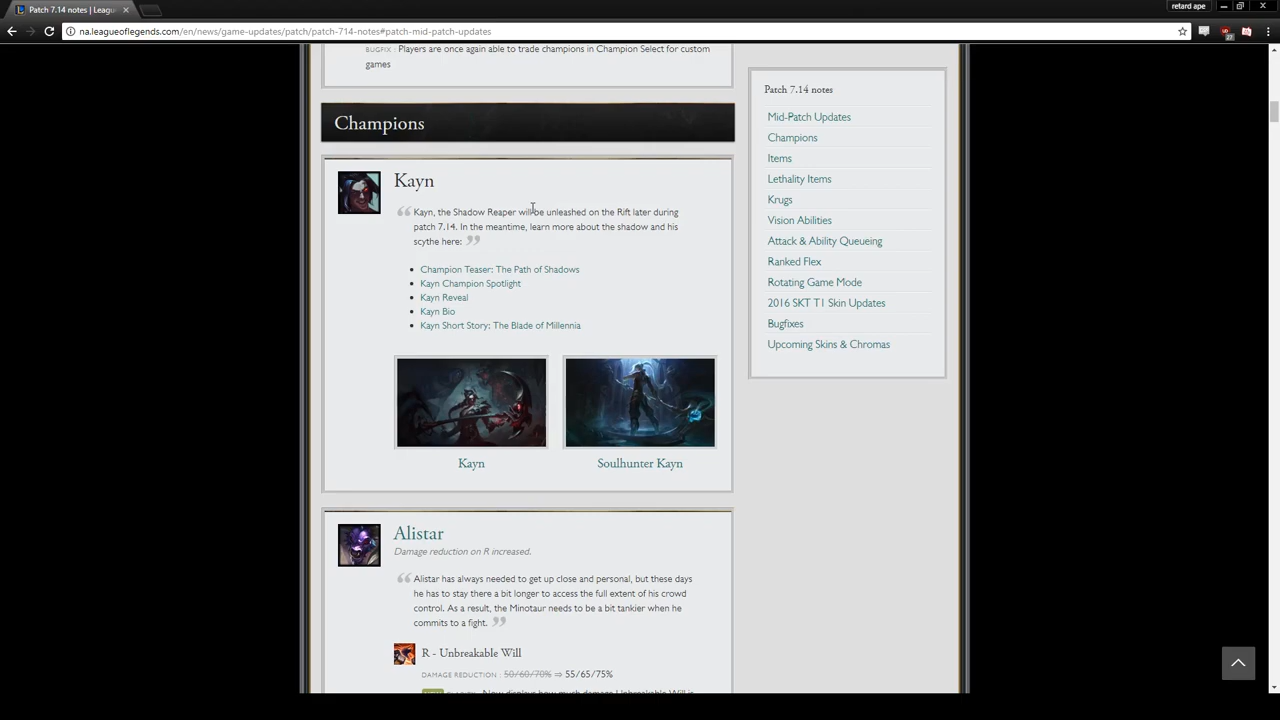 Patch 7.14 notes | Leagu
retard ape
na.leagueoflegends.com/en/news/game-updates/patch/patch-714-notes#patch-mid-patch-updates
BUGFIX : Players are once again able to trade champions in Champion Select for custom
games
Champions
Kayn
Kayn, the Shadow Reaper will be unleashed on the Rift later during
patch 7.14. In the meantime, learn more about the shadow and his
scythe here:
Champion Teaser: The Path of Shadows
Kayn Champion Spotlight
Kayn Reveal
Kayn Bio
Kayn Short Story: The Blade of Millennia
Kayn
Soulhunter Kayn
Alistar
Damage reduction on R increased.
Alistar has always needed to get up close and personal, but these days
he has to stay there a bit longer to access the full extent of his crowd
control. As a result, the Minotaur needs to be a bit tankier when he
commits to a fight.
R - Unbreakable Will
DAMAGE REDUCTION : 50/60/70% ⇒ 55/65/75%
Now displays how much damage Unbreakable Will is
Patch 7.14 notes
Mid-Patch Updates
Champions
Items
Lethality Items
Krugs
Vision Abilities
Attack & Ability Queueing
Ranked Flex
Rotating Game Mode
2016 SKT T1 Skin Updates
Bugfixes
Upcoming Skins & Chromas